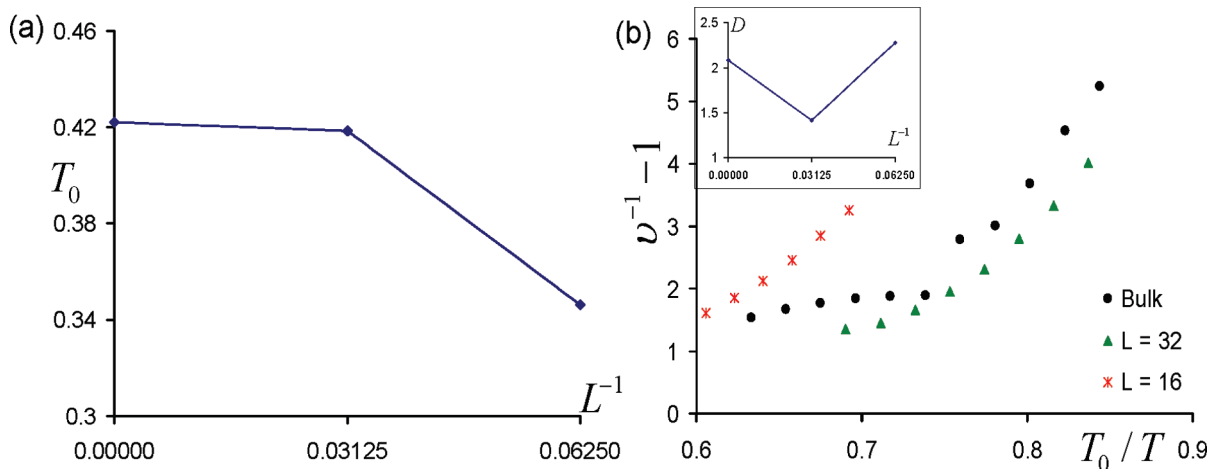 (a)
0.46
0.42
T₀
0.38
0.34
0.3
0.00000
0.03125
0.06250
L⁻¹
(b)
υ⁻¹−1
6
5
4
3
2
1
0
0.6
0.7
0.8
0.9
T₀ / T
2.5
D
2
1.5
1
L⁻¹
0.00000
0.03125
0.06250
Bulk
L = 32
L = 16